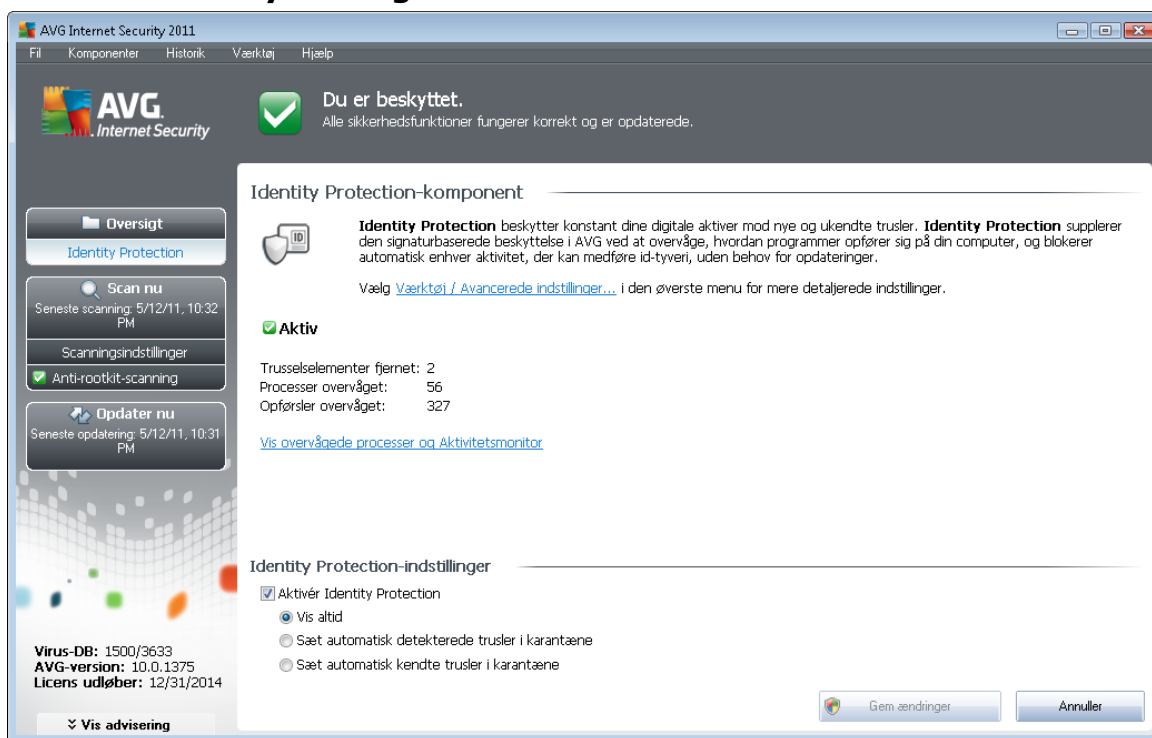 AVG Internet Security 2011
Fil Komponenter Historik Værktøj Hjælp
AVG.
Internet Security
Du er beskyttet.
Alle sikkerhedsfunktioner fungerer korrekt og er opdaterede.
Oversigt
Identity Protection
Scan nu
Seneste scanning: 5/12/11, 10:32
PM
Scanningsindstillinger
Anti-rootkit-scanning
Opdater nu
Seneste opdatering: 5/12/11, 10:31
PM
Virus-DB: 1500/3633
AVG-version: 10.0.1375
Licens udløber: 12/31/2014
Vis advisering
Identity Protection-komponent
ID
Identity Protection beskytter konstant dine digitale aktiver mod nye og ukendte trusler. Identity Protection supplerer
den signaturbaserede beskyttelse i AVG ved at overvåge, hvordan programmer opfører sig på din computer, og blokerer
automatisk enhver aktivitet, der kan medføre id-tyveri, uden behov for opdateringer.
Vælg Værktøj / Avancerede indstillinger... i den øverste menu for mere detaljerede indstillinger.
Aktiv
Trusselselementer fjernet: 2
Processer overvåget: 56
Opførsler overvåget: 327
Vis overvågede processer og Aktivitetsmonitor
Identity Protection-indstillinger
Aktivér Identity Protection
Vis altid
Sæt automatisk detekterede trusler i karantæne
Sæt automatisk kendte trusler i karantæne
Gem ændringer Annuller